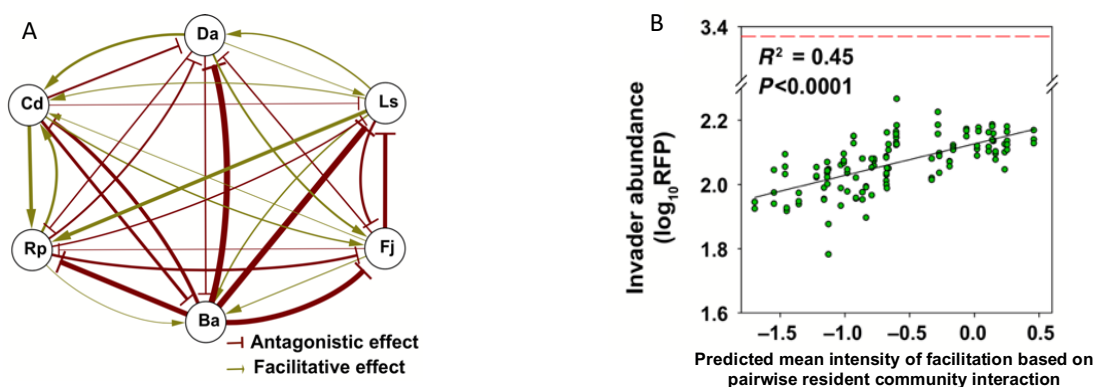 A
Da
Cd
Ls
Rp
Fj
Ba
Antagonistic effect
Facilitative effect
B
3.4
R² = 0.45
P<0.0001
2.2
2.0
1.8
1.6
Invader abundance
(log₁₀RFP)
−1.5 −1.0 −0.5 0.0 0.5
Predicted mean intensity of facilitation based on
pairwise resident community interaction